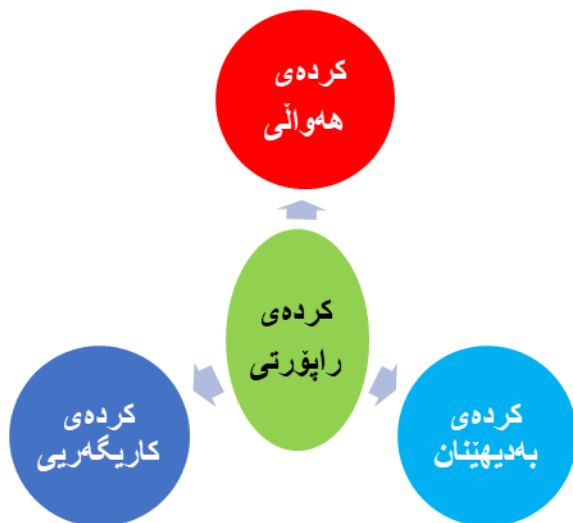 کردەی
هەواڵی
کردەی
راپۆرتی
کردەی
کاریگەریی
کردەی
بەدیهێنان